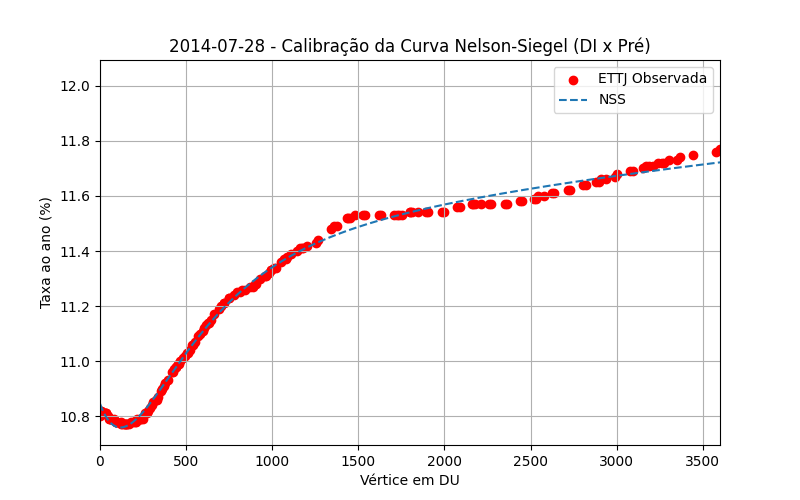 2014-07-28 - Calibração da Curva Nelson-Siegel (DI x Pré)
ETTJ Observada
NSS
Taxa ao ano (%)
12.0
11.8
11.6
11.4
11.2
11.0
10.8
0 500 1000 1500 2000 2500 3000 3500
Vértice em DU